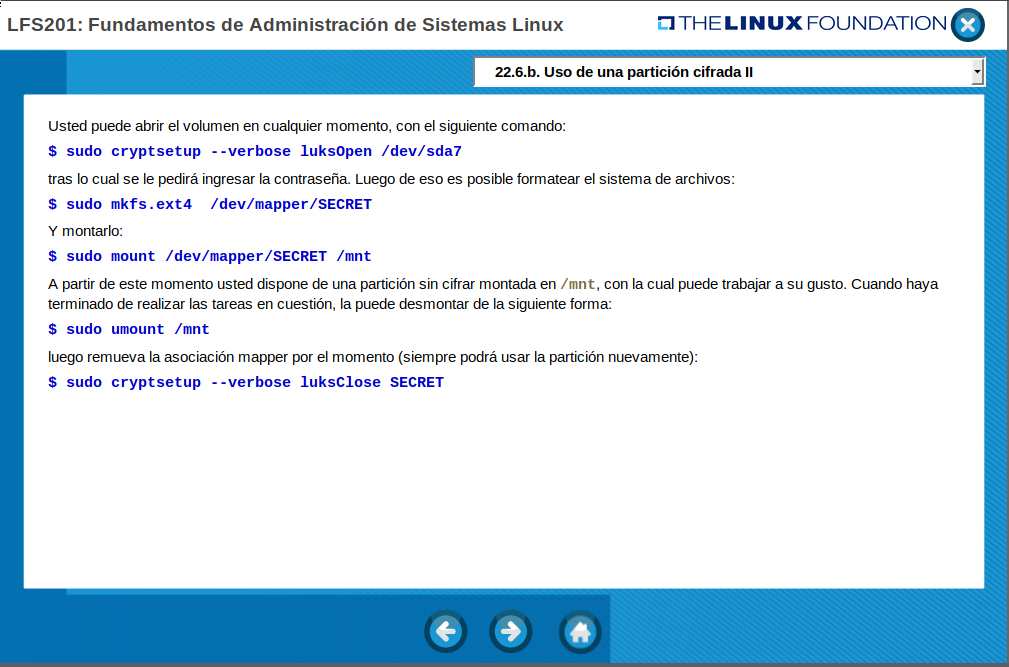 LFS201: Fundamentos de Administración de Sistemas Linux
THE LINUX FOUNDATION
22.6.b. Uso de una partición cifrada II
Usted puede abrir el volumen en cualquier momento, con el siguiente comando:
$ sudo cryptsetup --verbose luksOpen /dev/sda7
tras lo cual se le pedirá ingresar la contraseña. Luego de eso es posible formatear el sistema de archivos:
$ sudo mkfs.ext4  /dev/mapper/SECRET
Y montarlo:
$ sudo mount /dev/mapper/SECRET /mnt
A partir de este momento usted dispone de una partición sin cifrar montada en /mnt, con la cual puede trabajar a su gusto. Cuando haya
terminado de realizar las tareas en cuestión, la puede desmontar de la siguiente forma:
$ sudo umount /mnt
luego remueva la asociación mapper por el momento (siempre podrá usar la partición nuevamente):
$ sudo cryptsetup --verbose luksClose SECRET